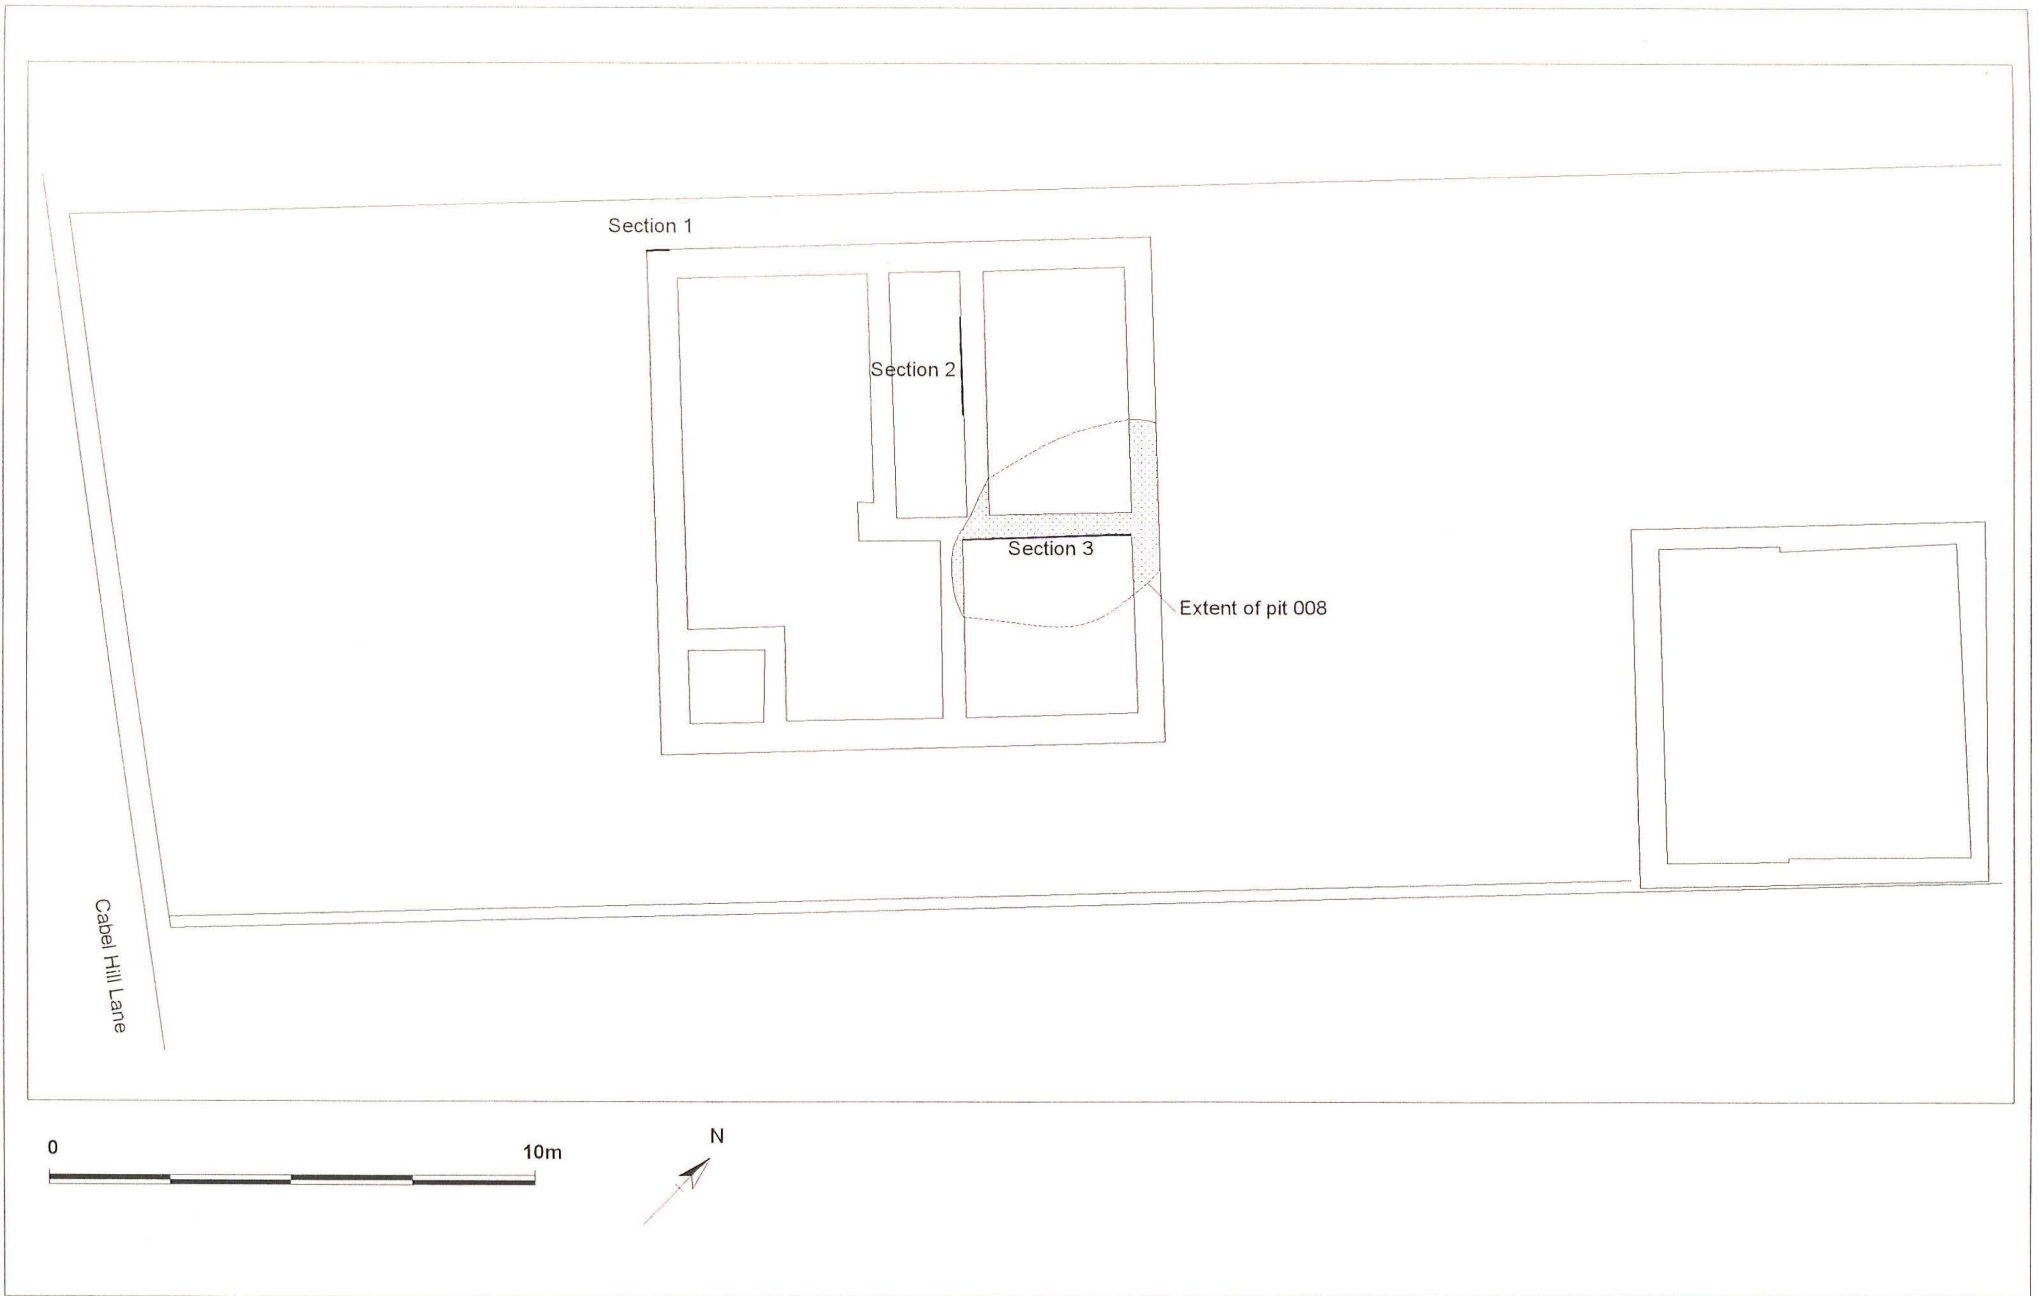 Section 1
Section 2
Section 3
Extent of pit 008
Cabel Hill Lane
0
10m
N